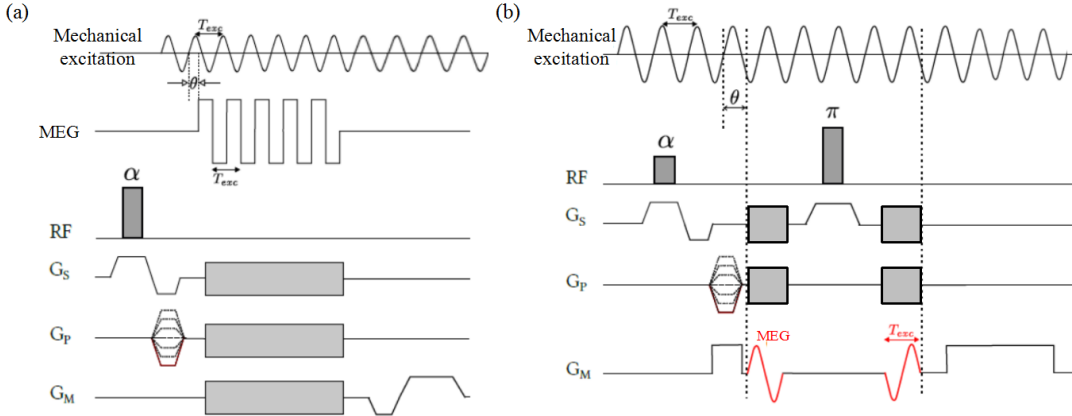 (a)
T_exc
Mechanical
excitation
θ
MEG
T_exc
α
RF
G_S
G_P
G_M
(b)
T_exc
Mechanical
excitation
θ
π
α
RF
G_S
G_P
MEG
T_exc
G_M